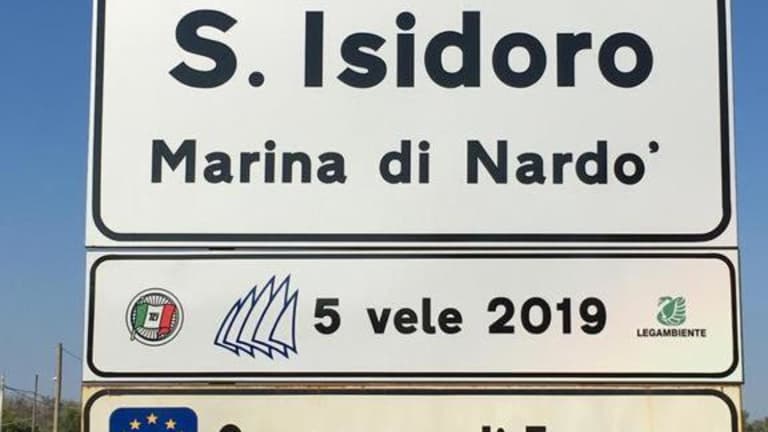 S. Isidoro
Marina di Nardo'
5 vele 2019
LEGAMBIENTE